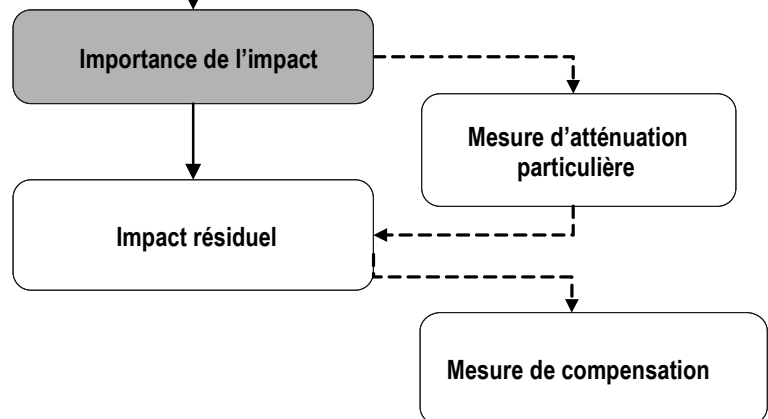 Importance de l’impact
Mesure d’atténuation
particulière
Impact résiduel
Mesure de compensation